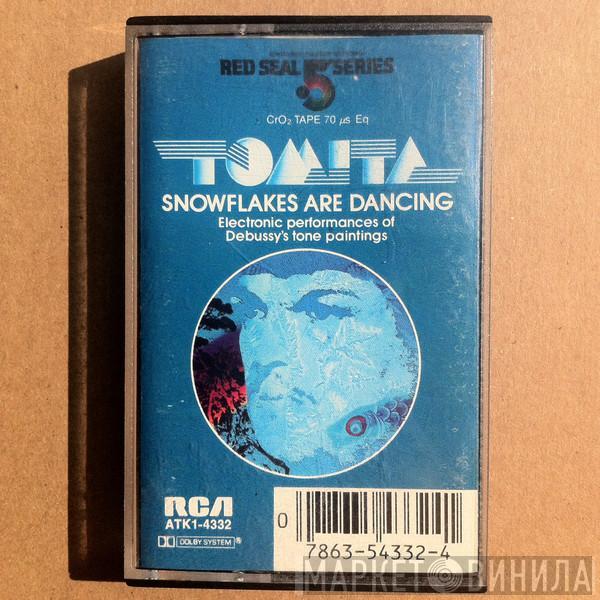 RED SEAL .5 SERIES
CrO₂ TAPE 70 μs Eq
TOMITA
SNOWFLAKES ARE DANCING
Electronic performances of
Debussy's tone paintings
RCA
ATK1-4332
DOLBY SYSTEM®
0
7863-54332-4
МАРКЕТ ВИНИЛА